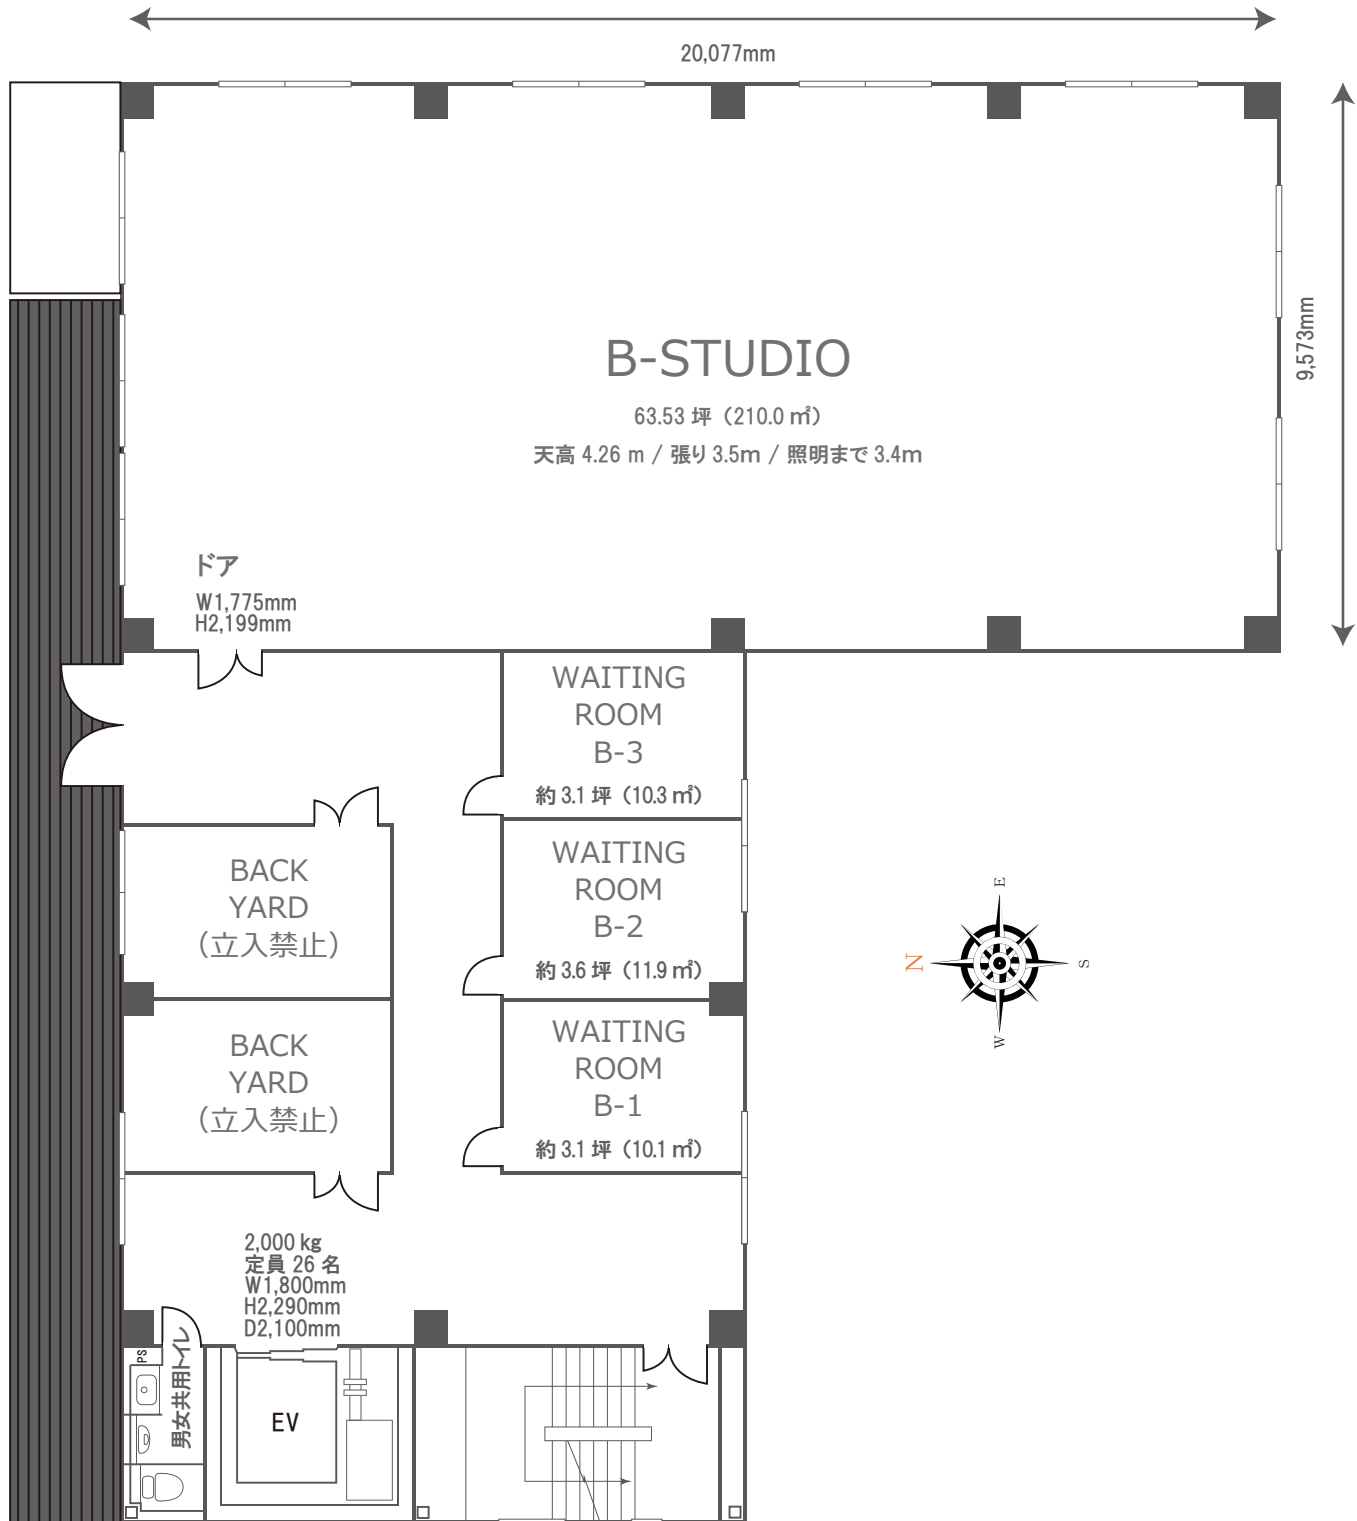 20,077mm
9,573mm
B-STUDIO
63.53 坪（210.0 ㎡）
天高 4.26 m / 張り 3.5m / 照明まで 3.4m
ドア
W1,775mm
H2,199mm
WAITING
ROOM
B-3
約 3.1 坪（10.3 ㎡）
BACK
YARD
（立入禁止）
WAITING
ROOM
B-2
約 3.6 坪（11.9 ㎡）
E
N
S
W
BACK
YARD
（立入禁止）
WAITING
ROOM
B-1
約 3.1 坪（10.1 ㎡）
2,000 kg
定員 26 名
W1,800mm
H2,290mm
D2,100mm
PS
男女共用トイレ
EV